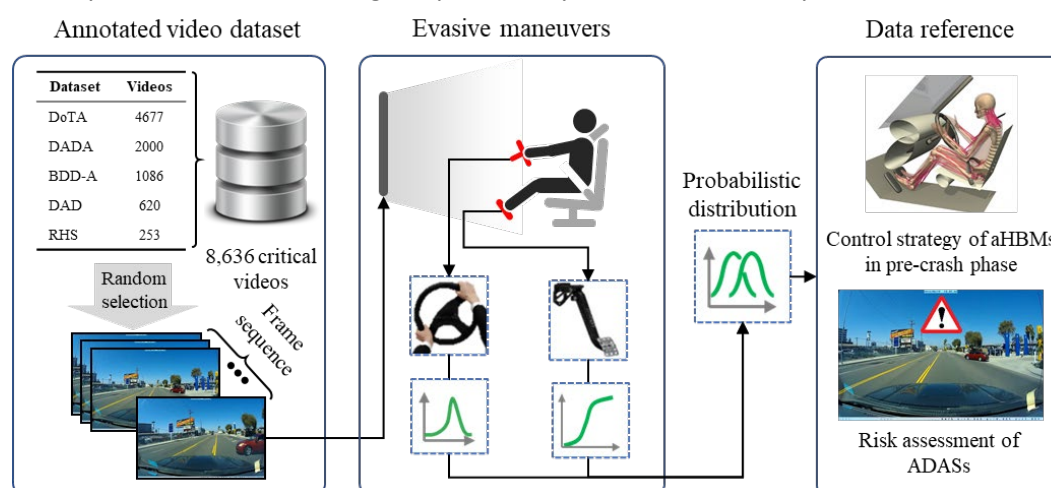 Annotated video dataset
Dataset Videos
DoTA 4677
DADA 2000
BDD-A 1086
DAD 620
RHS 253
8,636 critical
videos
Random
selection
Frame
sequence
Evasive maneuvers
Probabilistic
distribution
Data reference
Control strategy of aHBMs
in pre-crash phase
Risk assessment of
ADASs